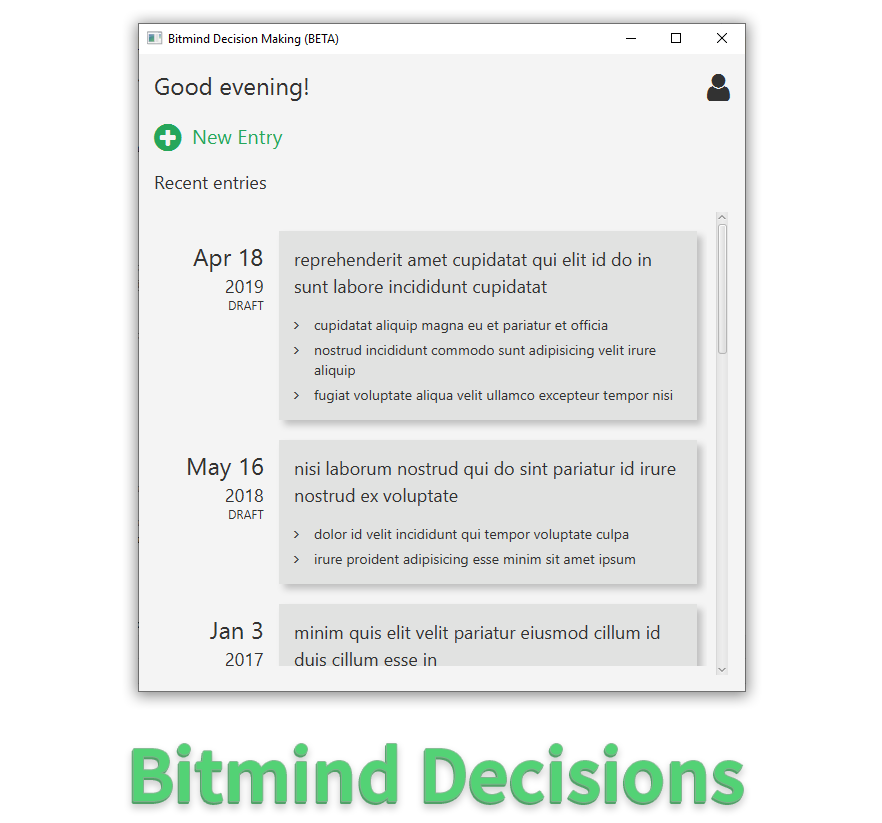 Bitmind Decision Making (BETA)
Good evening!
New Entry
Recent entries
Apr 18
2019
DRAFT
reprehenderit amet cupidatat qui elit id do in
sunt labore incididunt cupidatat
cupidatat aliquip magna eu et pariatur et officia
nostrud incididunt commodo sunt adipisicing velit irure
aliquip
fugiat voluptate aliqua velit ullamco excepteur tempor nisi
May 16
2018
DRAFT
nisi laborum nostrud qui do sint pariatur id irure
nostrud ex voluptate
dolor id velit incididunt qui tempor voluptate culpa
irure proident adipisicing esse minim sit amet ipsum
Jan 3
2017
minim quis elit velit pariatur eiusmod cillum id
duis cillum esse in
Bitmind Decisions